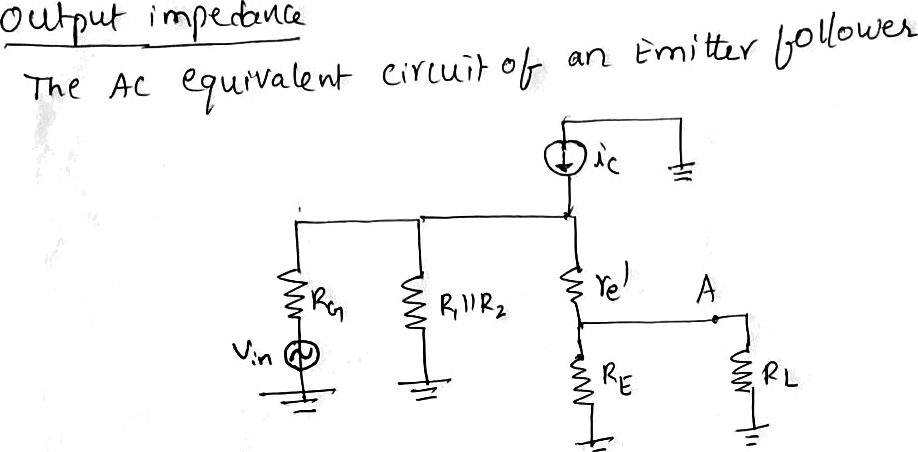 output impedance
The AC equivalent circuit of an Emitter follower
ic
RG
R1||R2
re'
A
Vin
RE
RL